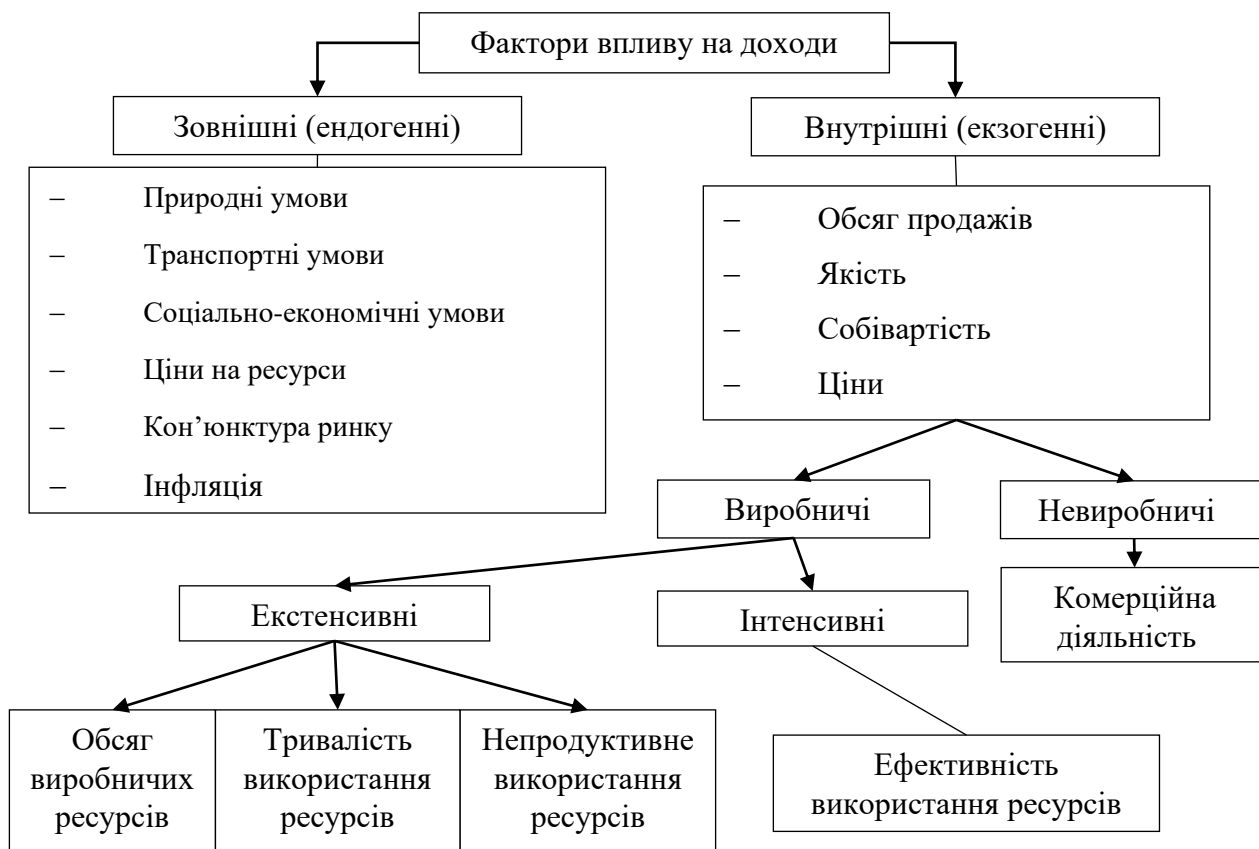 Фактори впливу на доходи
Зовнішні (ендогенні)
Внутрішні (екзогенні)
– Природні умови
– Транспортні умови
– Соціально-економічні умови
– Ціни на ресурси
– Кон’юнктура ринку
– Інфляція
– Обсяг продажів
– Якість
– Собівартість
– Ціни
Виробничі
Невиробничі
Екстенсивні
Інтенсивні
Комерційна
діяльність
Обсяг
виробничих
ресурсів
Тривалість
використання
ресурсів
Непродуктивне
використання
ресурсів
Ефективність
використання ресурсів